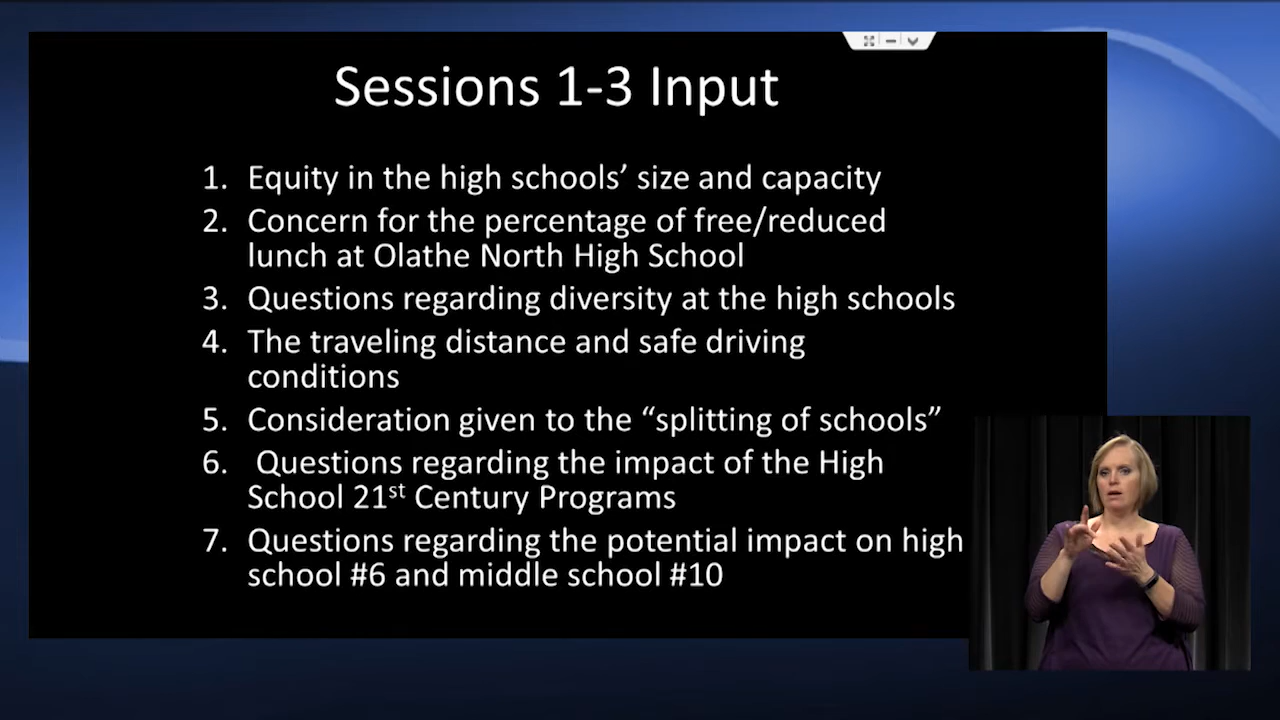 Sessions 1-3 Input
1. Equity in the high schools’ size and capacity
2. Concern for the percentage of free/reduced
lunch at Olathe North High School
3. Questions regarding diversity at the high schools
4. The traveling distance and safe driving
conditions
5. Consideration given to the “splitting of schools”
6. Questions regarding the impact of the High
School 21st Century Programs
7. Questions regarding the potential impact on high
school #6 and middle school #10